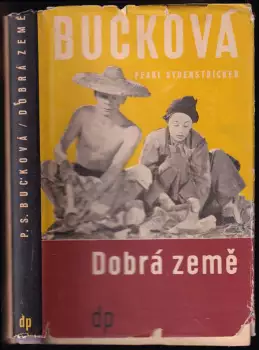 BUCKOVÁ
PEARL SYDENSTRICKER
Dobrá země
dp
P. S. BUCKOVÁ / DOBRÁ ZEMĚ
dp